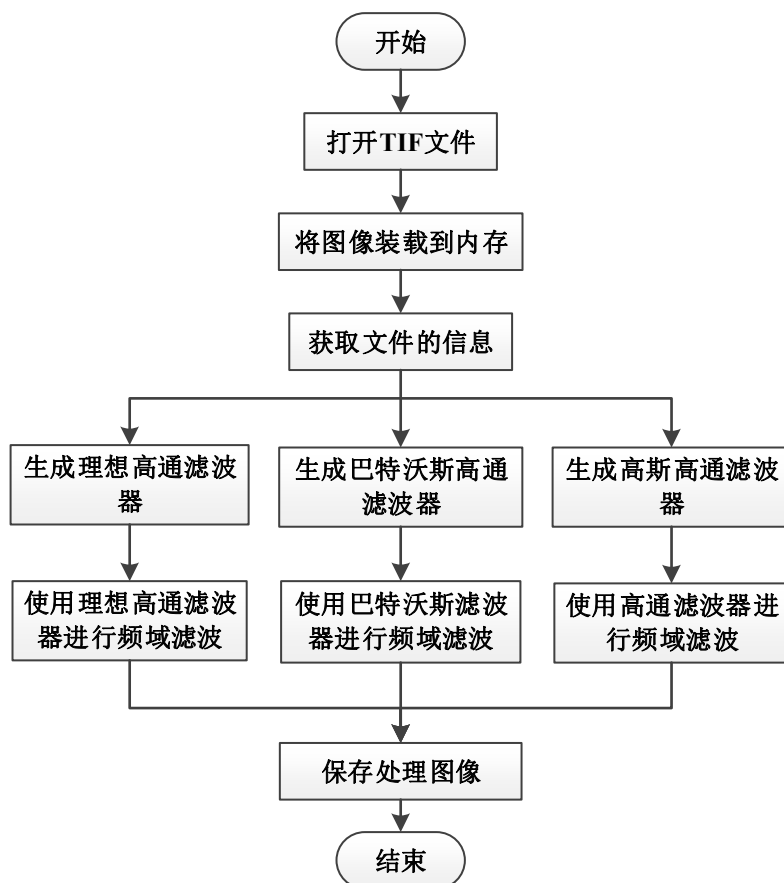 开始
打开TIF文件
将图像装载到内存
获取文件的信息
生成理想高通滤波
器
生成巴特沃斯高通
滤波器
生成高斯高通滤波
器
使用理想高通滤波
器进行频域滤波
使用巴特沃斯滤波
器进行频域滤波
使用高通滤波器进
行频域滤波
保存处理图像
结束